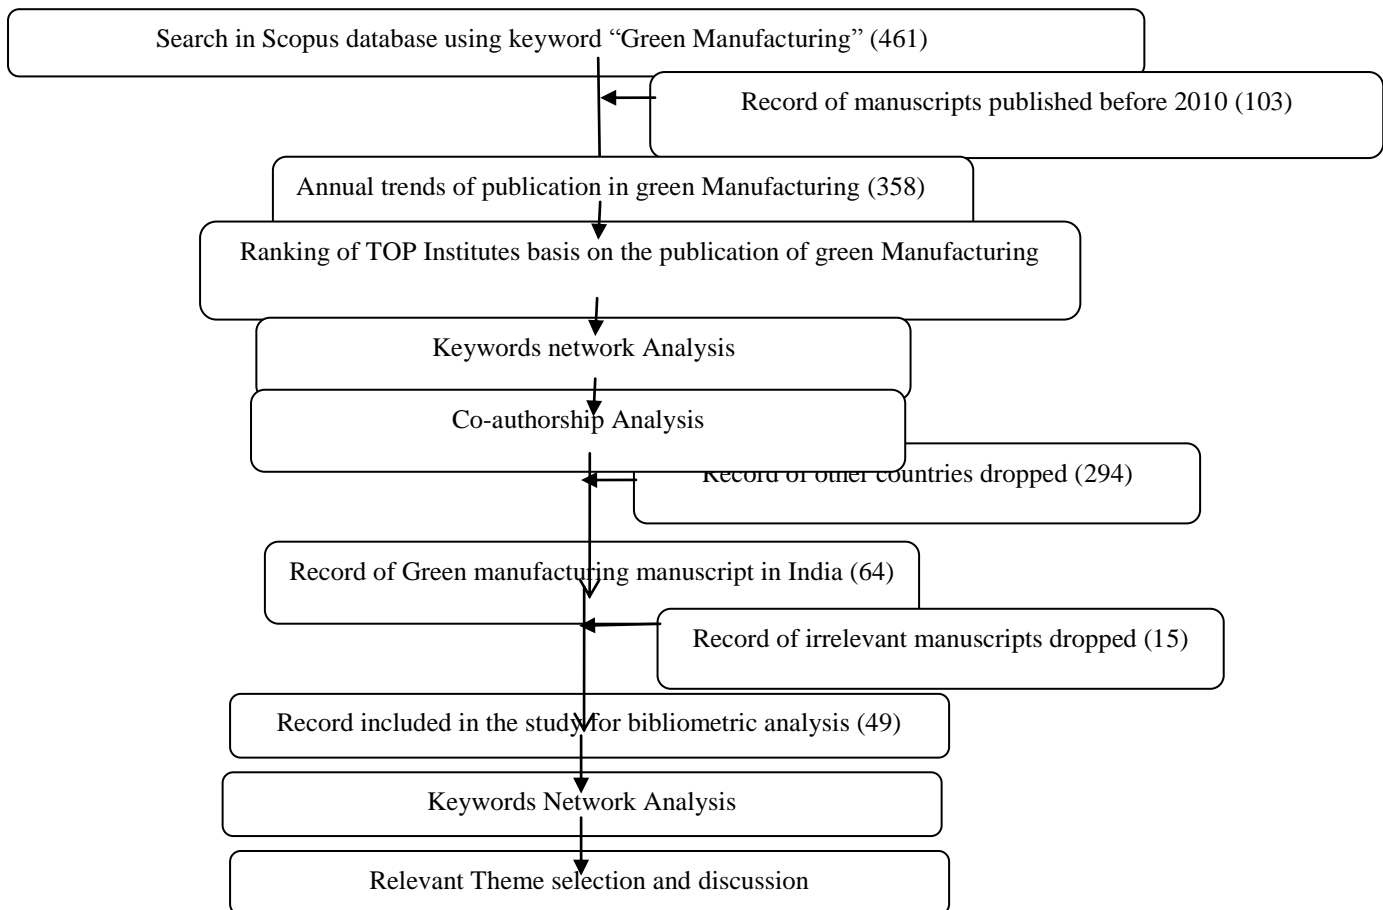 Search in Scopus database using keyword “Green Manufacturing” (461)
Record of manuscripts published before 2010 (103)
Annual trends of publication in green Manufacturing (358)
Ranking of TOP Institutes basis on the publication of green Manufacturing
Keywords network Analysis
Co-authorship Analysis
Record of other countries dropped (294)
Record of Green manufacturing manuscript in India (64)
Record of irrelevant manuscripts dropped (15)
Record included in the study for bibliometric analysis (49)
Keywords Network Analysis
Relevant Theme selection and discussion